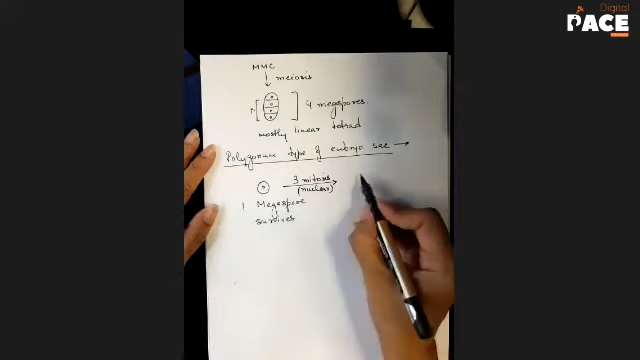 Digital
PACE
MMC
meiosis
4 megspores.
mostly linear tetrad
Polygonum type of embryo sac →
3 mitosis
(nuclear)
1 Megaspore
survives